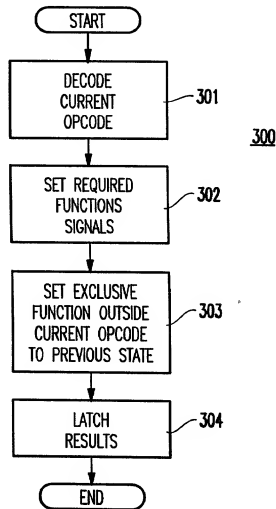 START
DECODE
CURRENT
OPCODE
301
300
SET REQUIRED
FUNCTIONS
SIGNALS
302
SET EXCLUSIVE
FUNCTION OUTSIDE
CURRENT OPCODE
TO PREVIOUS STATE
303
LATCH
RESULTS
304
END